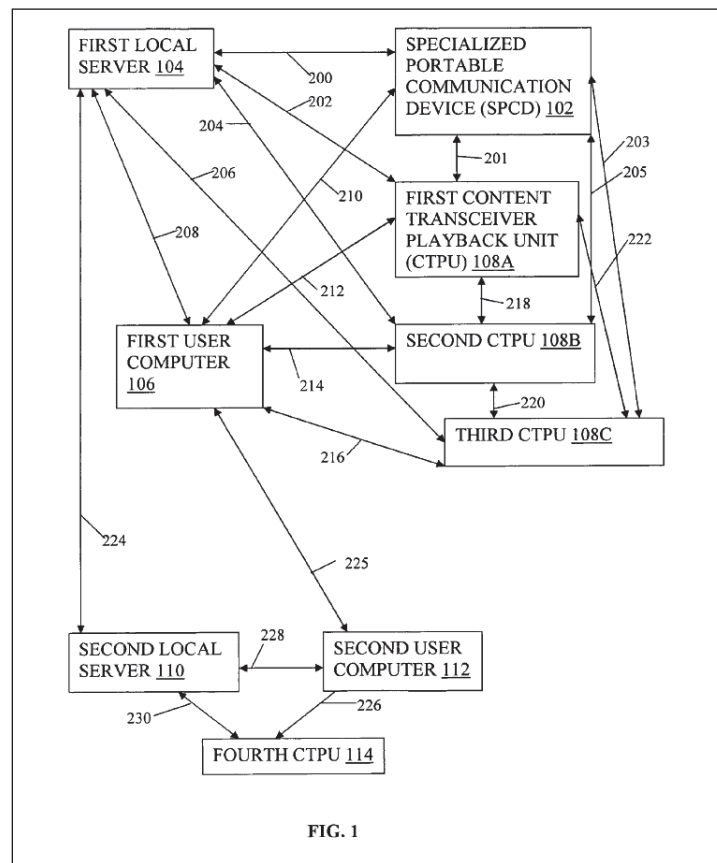 FIRST LOCAL
SERVER 104
200
SPECIALIZED
PORTABLE
COMMUNICATION
DEVICE (SPCD) 102
202
204
203
201
205
206
210
FIRST CONTENT
TRANSCEIVER
PLAYBACK UNIT
(CTPU) 108A
208
222
212
218
FIRST USER
COMPUTER
106
SECOND CTPU 108B
214
220
THIRD CTPU 108C
216
224
225
SECOND LOCAL
SERVER 110
228
SECOND USER
COMPUTER 112
230
226
FOURTH CTPU 114
FIG. 1